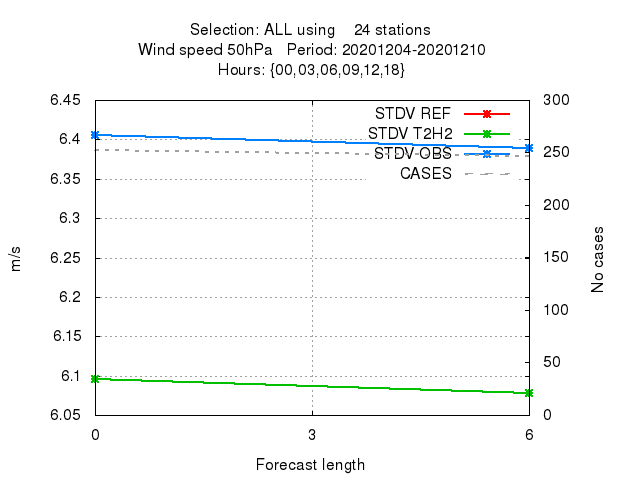 Selection: ALL using 24 stations
Wind speed 50hPa Period: 20201204-20201210
Hours: {00,03,06,09,12,18}
6.45
6.4
6.35
6.3
6.25
6.2
6.15
6.1
6.05
m/s
STDV REF
STDV T2H2
STDV OBS
CASES
300
250
200
150
100
50
0
No cases
0 3 6
Forecast length